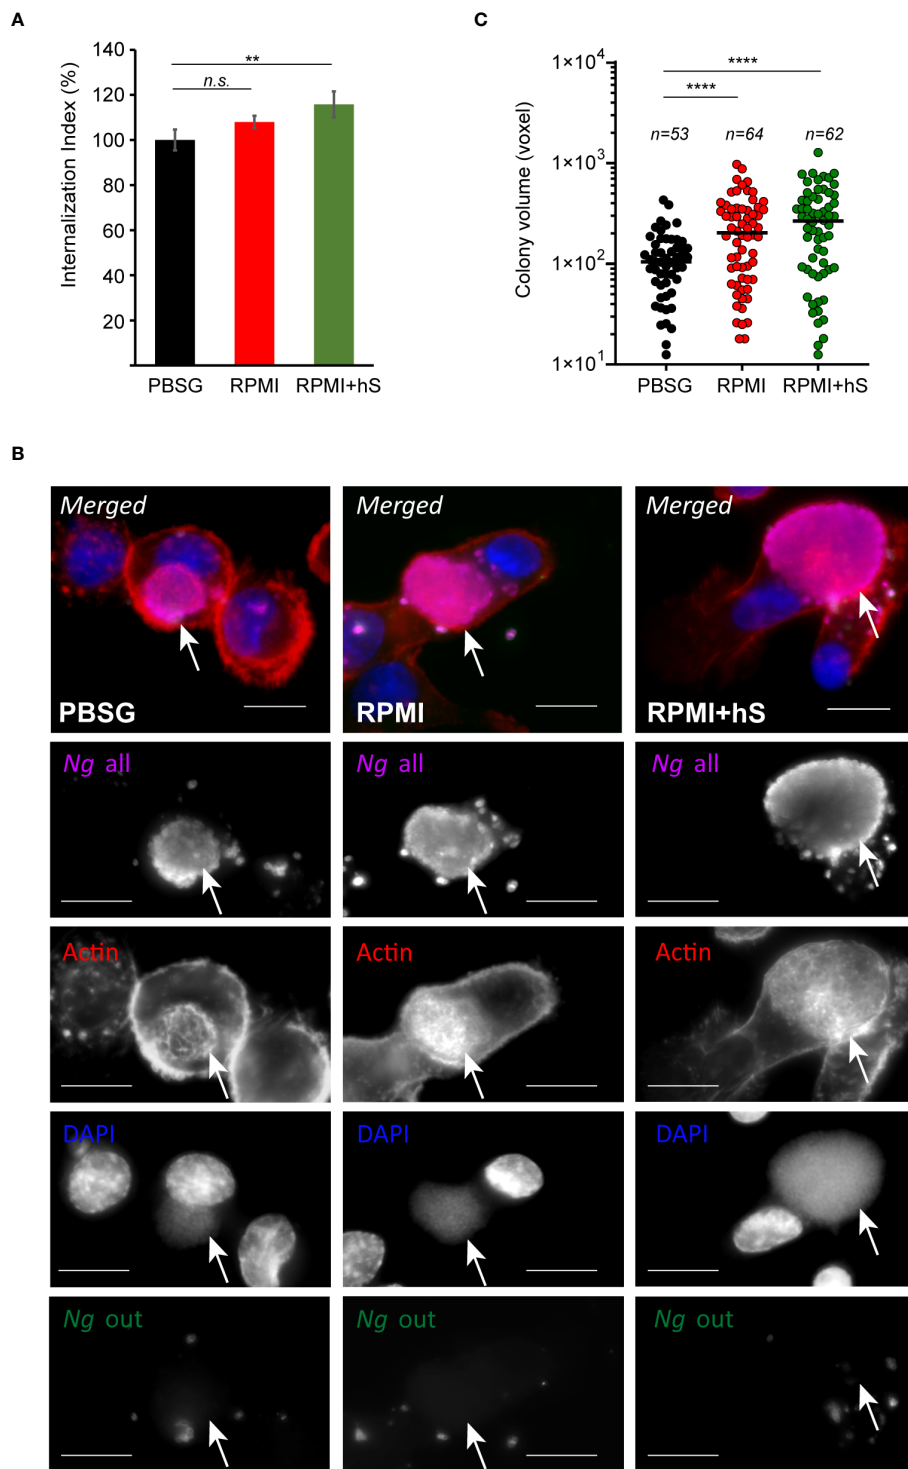 A
C
Internalization Index (%)
140
120
100
80
60
40
20
**
n.s.
PBSG
RPMI
RPMI+hS
Colony volume (voxel)
1×10⁴
1×10³
1×10²
1×10¹
****
****
n=53
n=64
n=62
PBSG
RPMI
RPMI+hS
B
Merged
Merged
Merged
PBSG
RPMI
RPMI+hS
Ng all
Ng all
Ng all
Actin
Actin
Actin
DAPI
DAPI
DAPI
Ng out
Ng out
Ng out